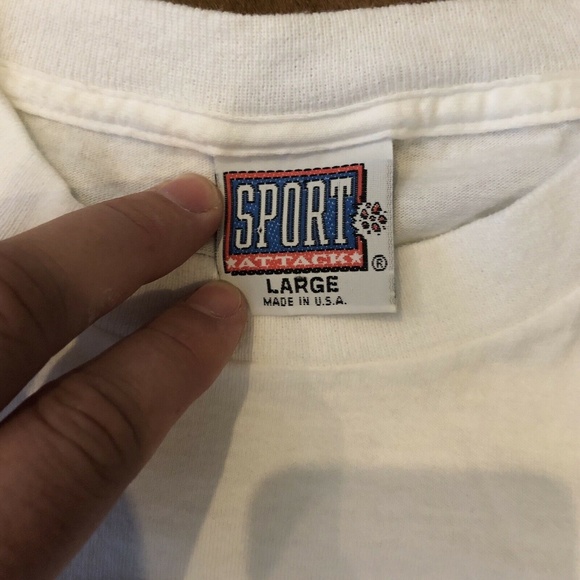 SPORT
★ATTACK★
®
LARGE
MADE IN U.S.A.